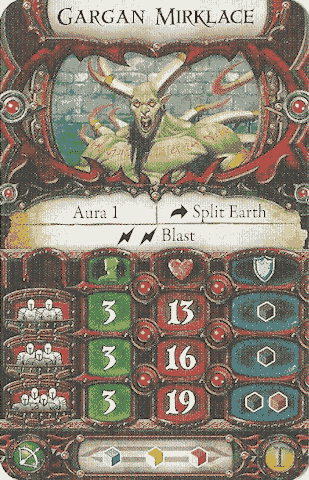 GARGAN MIRKLACE
Aura 1 Split Earth
Blast
3 13
3 16
3 19
I